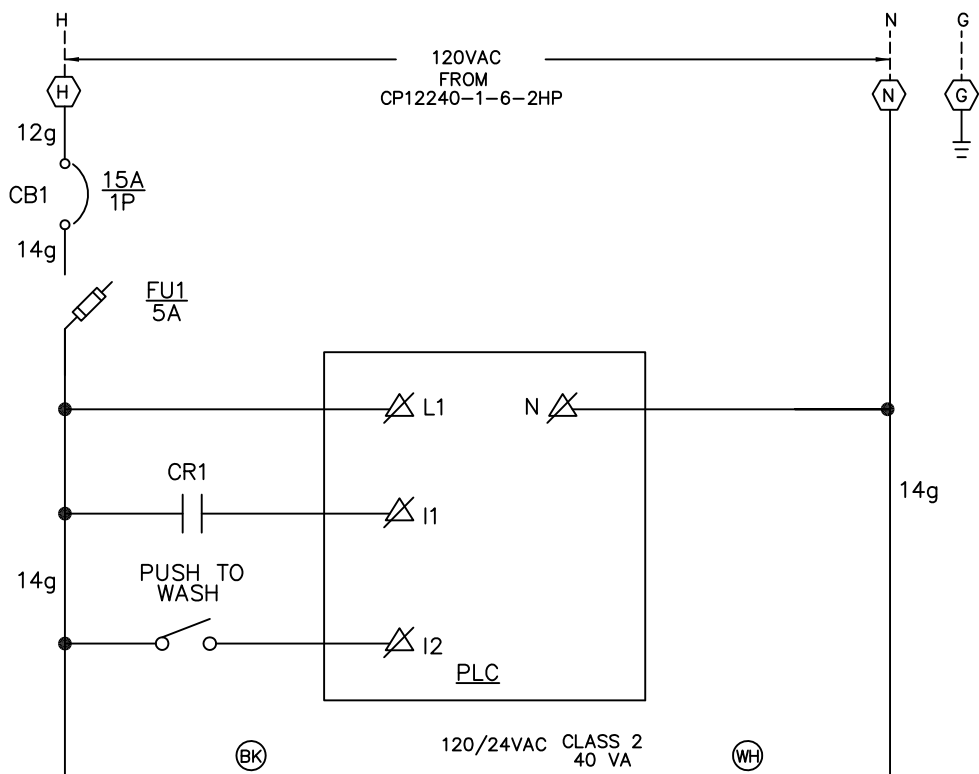 H
N
G
120VAC
FROM
CP12240-1-6-2HP
H
N
G
12g
CB1
15A
1P
14g
FU1
5A
L1
N
CR1
I1
14g
14g
PUSH TO
WASH
I2
PLC
120/24VAC CLASS 2
40 VA
BK
WH